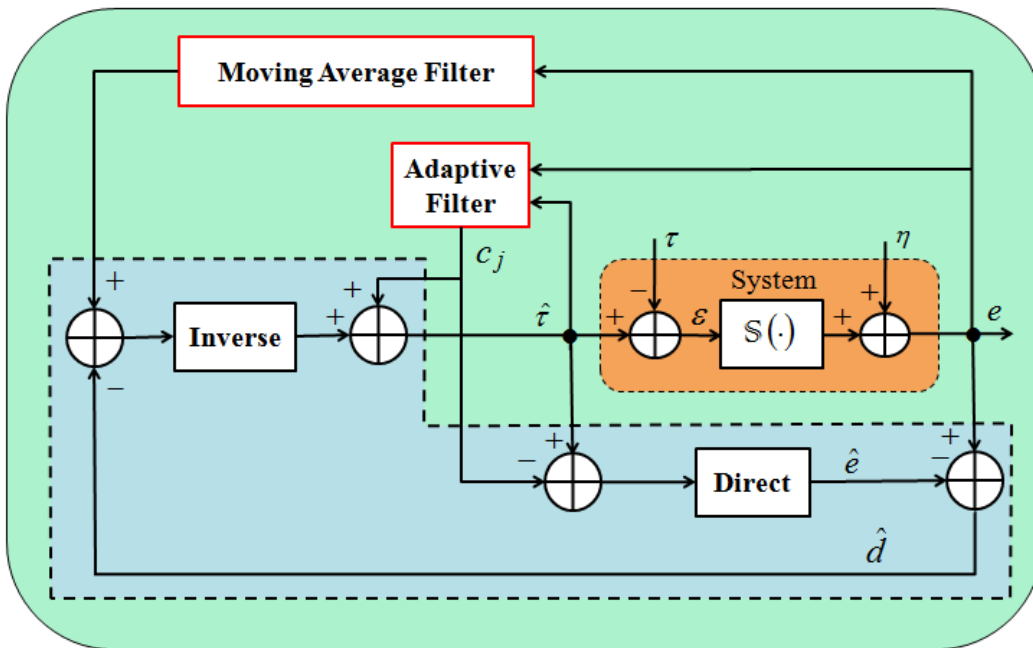 Moving Average Filter
Adaptive
Filter
c_j
τ
η
System
+
+
−
+
Inverse
+
τ̂
+
−
ε
𝕊(·)
+
e
−
+
−
+
−
Direct
ê
d̂